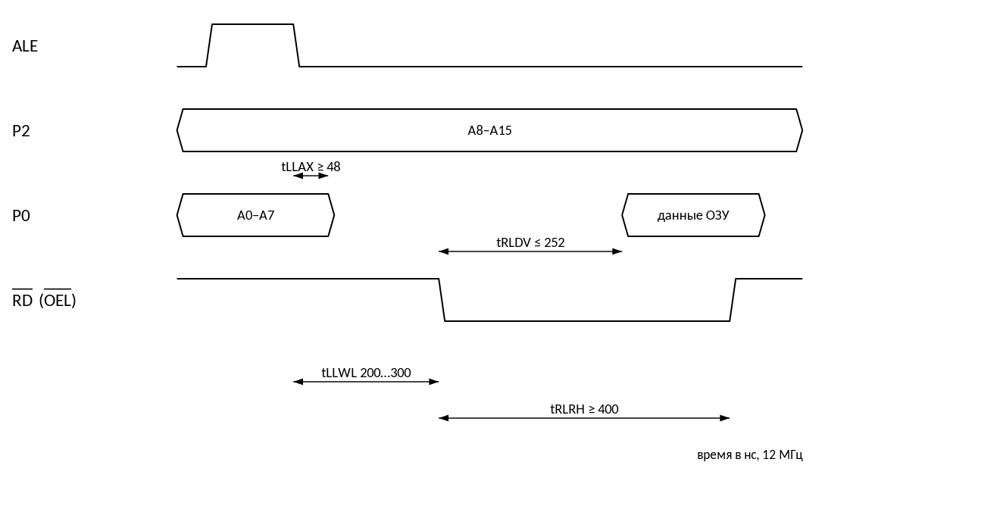 ALE
P2
A8–A15
tLLAX ≥ 48
P0
A0–A7
данные ОЗУ
tRLDV ≤ 252
RD (OEL)
tLLWL 200…300
tRLRH ≥ 400
время в нс, 12 МГц